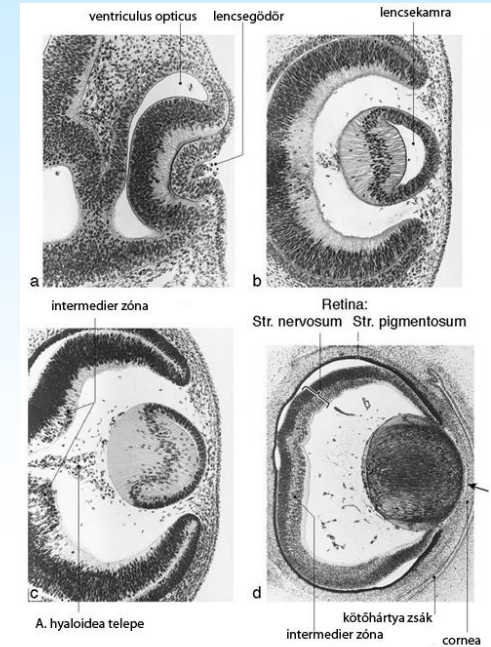 ventriculus opticus lencsegödör
lencsekamra
a
b
intermedier zóna
Retina:
Str. nervosum Str. pigmentosum
c
d
A. hyaloidea telepe
kötőhártya zsák
intermedier zóna
cornea